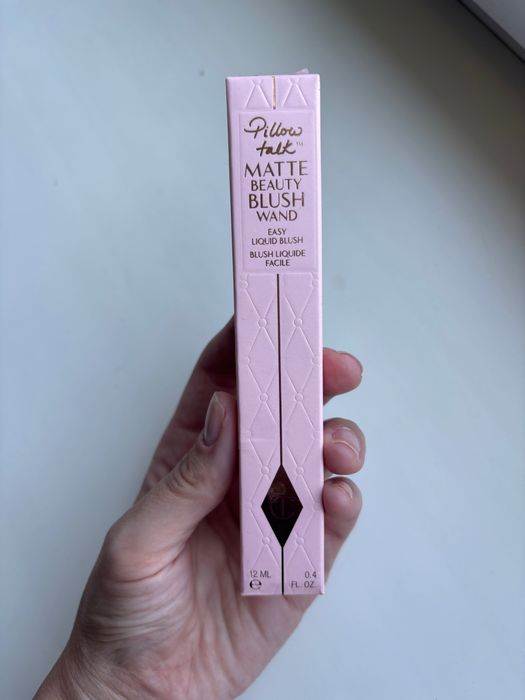 Pillow
talk™
MATTE
BEAUTY
BLUSH
WAND
EASY
LIQUID BLUSH
BLUSH LIQUIDE
FACILE
12 ML 0.4
℮ FL. OZ.